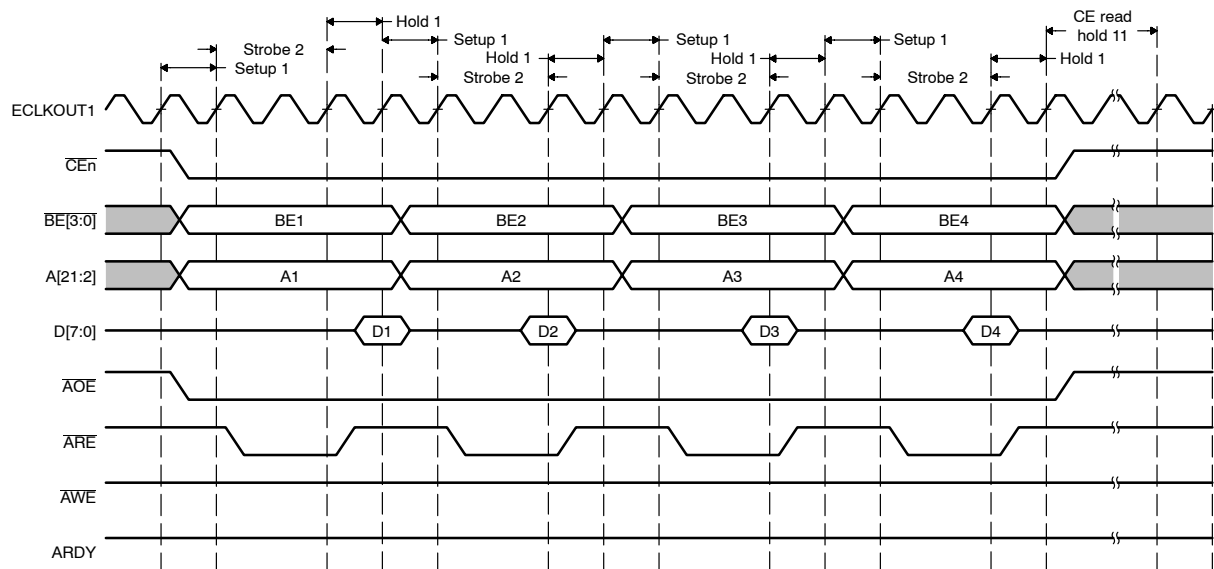 Hold 1
CE read
hold 11
Strobe 2
Setup 1
Setup 1
Hold 1
Strobe 2
Setup 1
Hold 1
Strobe 2
Setup 1
Strobe 2
Hold 1
ECLKOUT1
CEn
BE[3:0]
BE1
BE2
BE3
BE4
A[21:2]
A1
A2
A3
A4
D[7:0]
D1
D2
D3
D4
AOE
ARE
AWE
ARDY